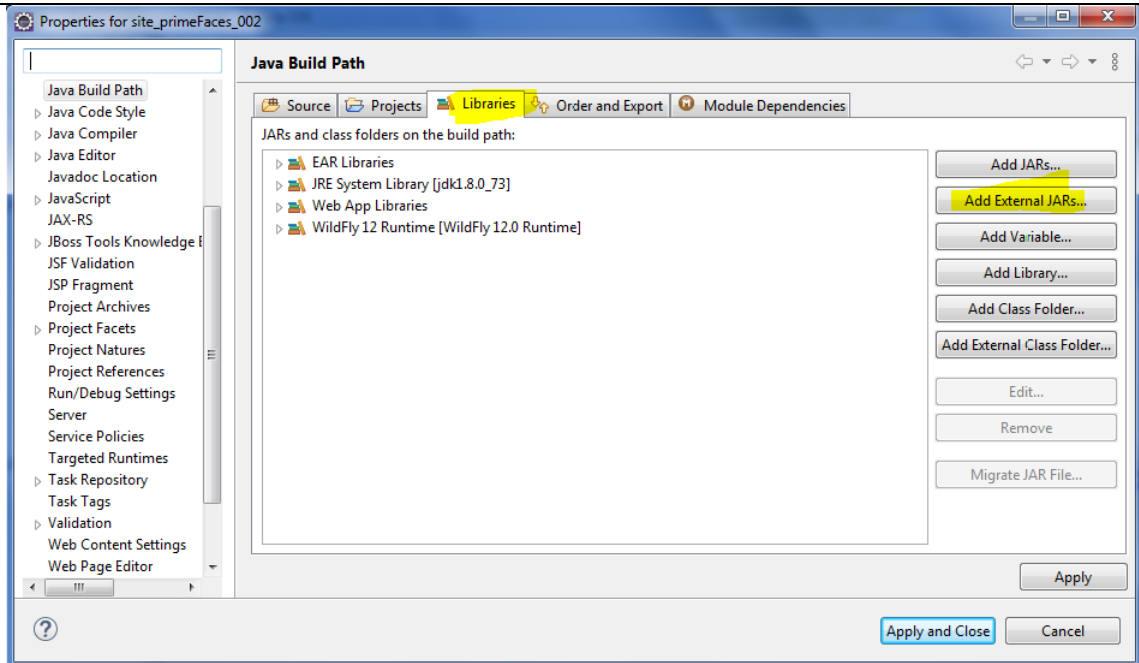 Properties for site_primeFaces_002
Java Build Path
Java Code Style
Java Compiler
Java Editor
Javadoc Location
JavaScript
JAX-RS
JBoss Tools Knowledge
JSF Validation
JSP Fragment
Project Archives
Project Facets
Project Natures
Project References
Run/Debug Settings
Server
Service Policies
Targeted Runtimes
Task Repository
Task Tags
Validation
Web Content Settings
Web Page Editor
Java Build Path
Source Projects Libraries Order and Export Module Dependencies
JARs and class folders on the build path:
EAR Libraries
JRE System Library [jdk1.8.0_73]
Web App Libraries
WildFly 12 Runtime [WildFly 12.0 Runtime]
Add JARs...
Add External JARs...
Add Variable...
Add Library...
Add Class Folder...
Add External Class Folder...
Edit...
Remove
Migrate JAR File...
Apply
Apply and Close Cancel